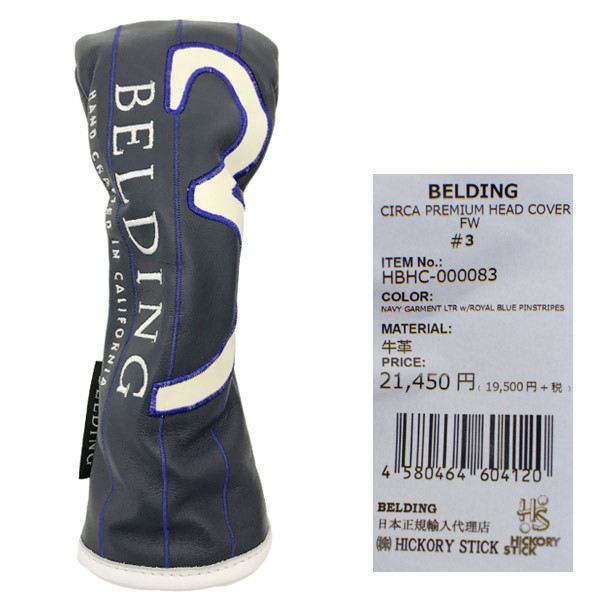 BELDING
HAND CRAFTED IN CALIFORNIA
3
BELDING
BELDING
CIRCA PREMIUM HEAD COVER
FW
#3
ITEM No.:
HBHC-000083
COLOR:
NAVY GARMENT LTR w/ROYAL BLUE PINSTRIPES
MATERIAL:
牛革
PRICE:
21,450円 ( 19,500円+税 )
4 580464 604120
BELDING
日本正規輸入代理店
㈱ HICKORY STICK
HS
HICKORY
STICK